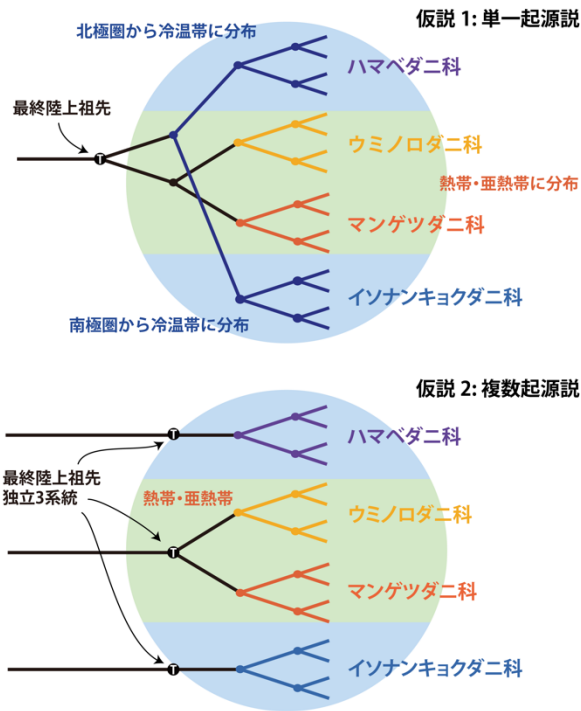 仮説 1: 単一起源説
北極圏から冷温帯に分布
ハマベダニ科
最終陸上祖先
T
ウミノロダニ科
熱帯・亜熱帯に分布
マンゲツダニ科
イソナンキョクダニ科
南極圏から冷温帯に分布
仮説 2: 複数起源説
T
ハマベダニ科
最終陸上祖先
独立3系統
熱帯・亜熱帯
ウミノロダニ科
T
マンゲツダニ科
T
イソナンキョクダニ科